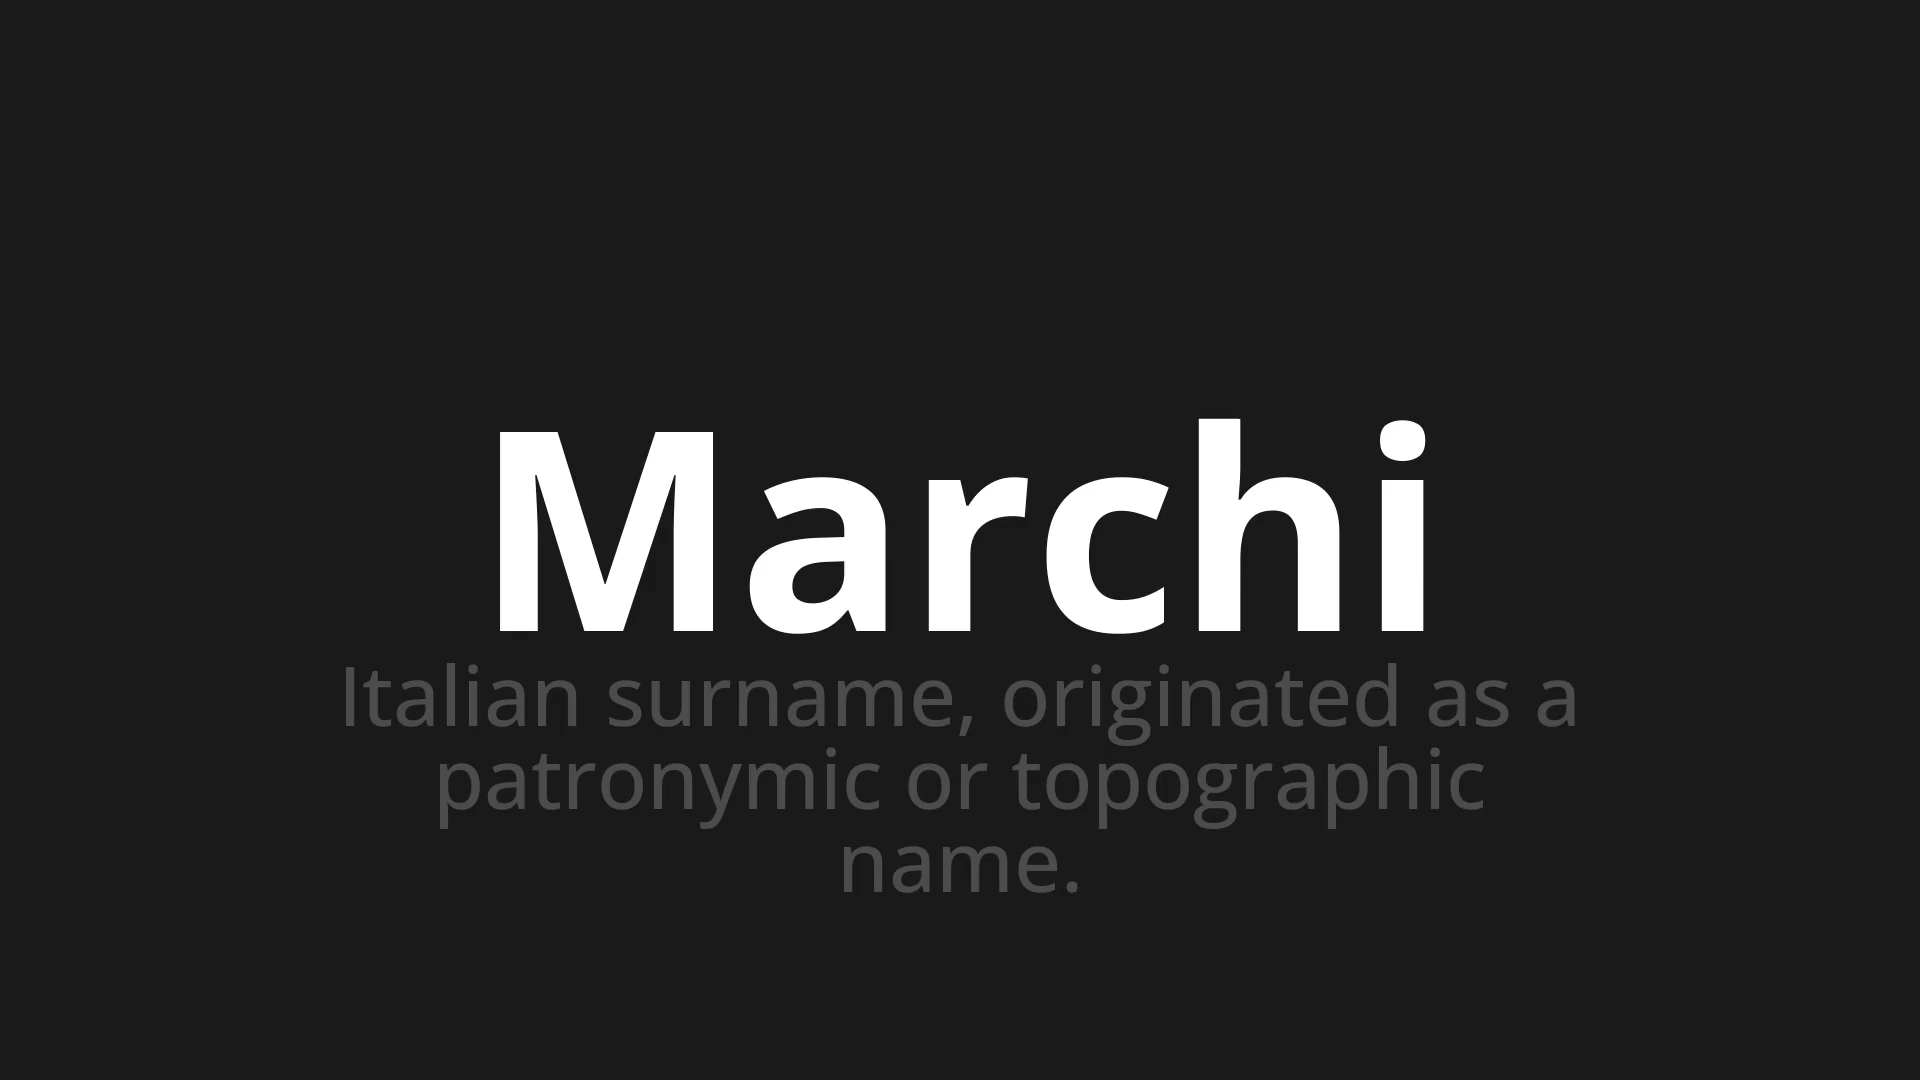 Marchi
Italian surname, originated as a
patronymic or topographic
name.